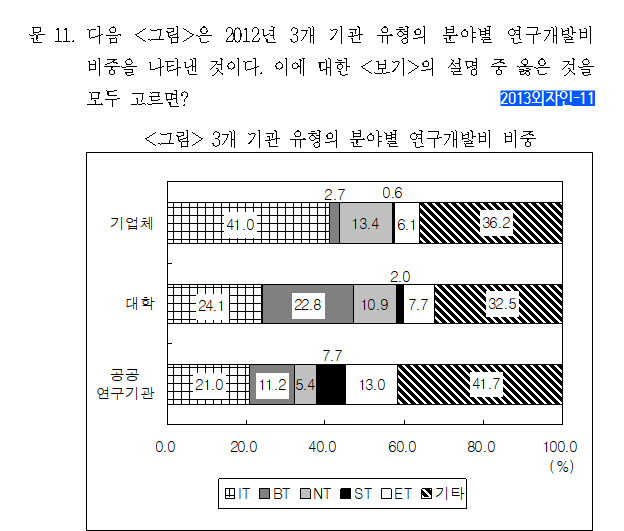 문 11. 다음 <그림>은 2012년 3개 기관 유형의 분야별 연구개발비
비중을 나타낸 것이다. 이에 대한 <보기>의 설명 중 옳은 것을
모두 고르면?
2013외자인-11
<그림> 3개 기관 유형의 분야별 연구개발비 비중
2.7 0.6
기업체 41.0 13.4 6.1 36.2
2.0
대학 24.1 22.8 10.9 7.7 32.5
7.7
공공
연구기관 21.0 11.2 5.4 13.0 41.7
0.0 20.0 40.0 60.0 80.0 100.0
(%)
IT BT NT ST ET 기타